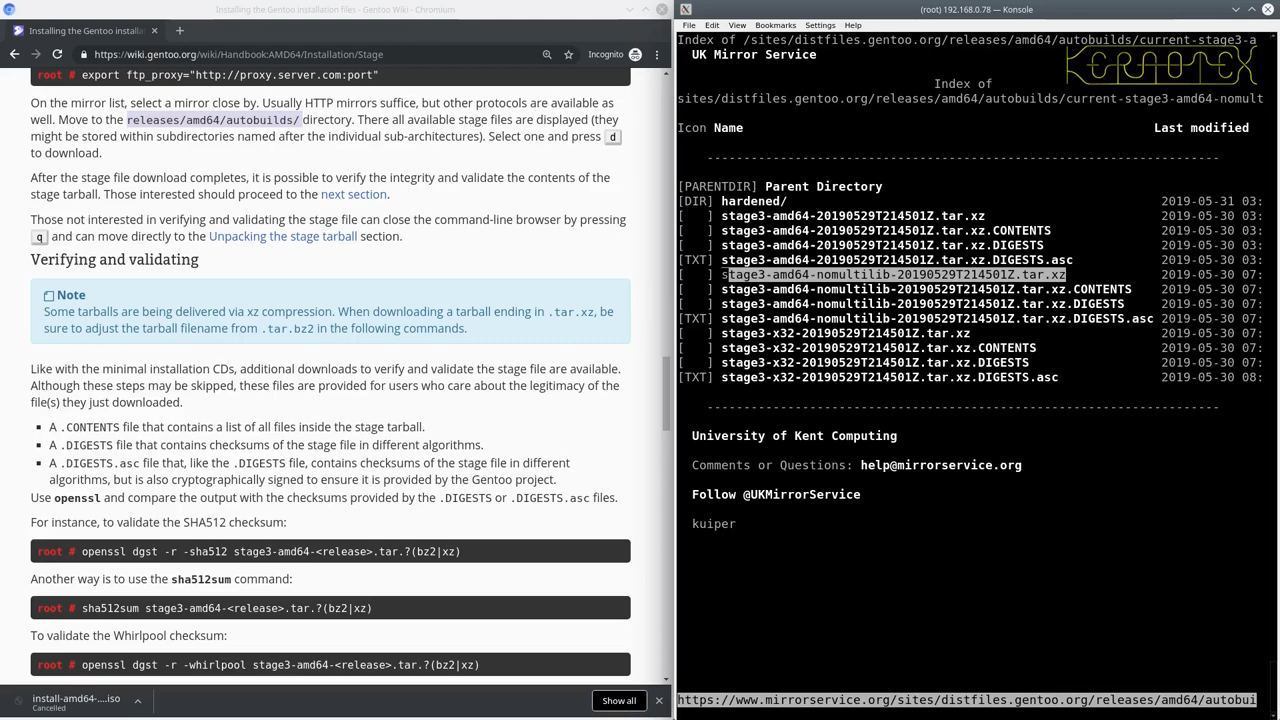 Installing the Gentoo installation files - Gentoo Wiki - Chromium
Installing the Gentoo installat
https://wiki.gentoo.org/wiki/Handbook:AMD64/Installation/Stage
Incognito
root # export ftp_proxy="http://proxy.server.com:port"
On the mirror list, select a mirror close by. Usually HTTP mirrors suffice, but other protocols are available as
well. Move to the releases/amd64/autobuilds/ directory. There all available stage files are displayed (they
might be stored within subdirectories named after the individual sub-architectures). Select one and press d
to download.
After the stage file download completes, it is possible to verify the integrity and validate the contents of the
stage tarball. Those interested should proceed to the next section.
Those not interested in verifying and validating the stage file can close the command-line browser by pressing
q and can move directly to the Unpacking the stage tarball section.
Verifying and validating
Note
Some tarballs are being delivered via xz compression. When downloading a tarball ending in .tar.xz, be
sure to adjust the tarball filename from .tar.bz2 in the following commands.
Like with the minimal installation CDs, additional downloads to verify and validate the stage file are available.
Although these steps may be skipped, these files are provided for users who care about the legitimacy of the
file(s) they just downloaded.
A .CONTENTS file that contains a list of all files inside the stage tarball.
A .DIGESTS file that contains checksums of the stage file in different algorithms.
A .DIGESTS.asc file that, like the .DIGESTS file, contains checksums of the stage file in different
algorithms, but is also cryptographically signed to ensure it is provided by the Gentoo project.
Use openssl and compare the output with the checksums provided by the .DIGESTS or .DIGESTS.asc files.
For instance, to validate the SHA512 checksum:
root # openssl dgst -r -sha512 stage3-amd64-<release>.tar.?(bz2|xz)
Another way is to use the sha512sum command:
root # sha512sum stage3-amd64-<release>.tar.?(bz2|xz)
To validate the Whirlpool checksum:
root # openssl dgst -r -whirlpool stage3-amd64-<release>.tar.?(bz2|xz)
install-amd64-....iso
Cancelled
Show all
(root) 192.168.0.78 — Konsole
File Edit View Bookmarks Settings Help
Index of /sites/distfiles.gentoo.org/releases/amd64/autobuilds/current-stage3-a
UK Mirror Service
KERAOTEX
Index of
sites/distfiles.gentoo.org/releases/amd64/autobuilds/current-stage3-amd64-nomult
Icon Name Last modified
----------------------------------------------------------------------
[PARENTDIR] Parent Directory
[DIR] hardened/ 2019-05-31 03:
[ ] stage3-amd64-20190529T214501Z.tar.xz 2019-05-30 03:
[ ] stage3-amd64-20190529T214501Z.tar.xz.CONTENTS 2019-05-30 03:
[ ] stage3-amd64-20190529T214501Z.tar.xz.DIGESTS 2019-05-30 03:
[TXT] stage3-amd64-20190529T214501Z.tar.xz.DIGESTS.asc 2019-05-30 03:
[ ] stage3-amd64-nomultilib-20190529T214501Z.tar.xz 2019-05-30 07:
[ ] stage3-amd64-nomultilib-20190529T214501Z.tar.xz.CONTENTS 2019-05-30 07:
[ ] stage3-amd64-nomultilib-20190529T214501Z.tar.xz.DIGESTS 2019-05-30 07:
[TXT] stage3-amd64-nomultilib-20190529T214501Z.tar.xz.DIGESTS.asc 2019-05-30 07:
[ ] stage3-x32-20190529T214501Z.tar.xz 2019-05-30 07:
[ ] stage3-x32-20190529T214501Z.tar.xz.CONTENTS 2019-05-30 07:
[ ] stage3-x32-20190529T214501Z.tar.xz.DIGESTS 2019-05-30 07:
[TXT] stage3-x32-20190529T214501Z.tar.xz.DIGESTS.asc 2019-05-30 08:
----------------------------------------------------------------------
University of Kent Computing
Comments or Questions: help@mirrorservice.org
Follow @UKMirrorService
kuiper
https://www.mirrorservice.org/sites/distfiles.gentoo.org/releases/amd64/autobui